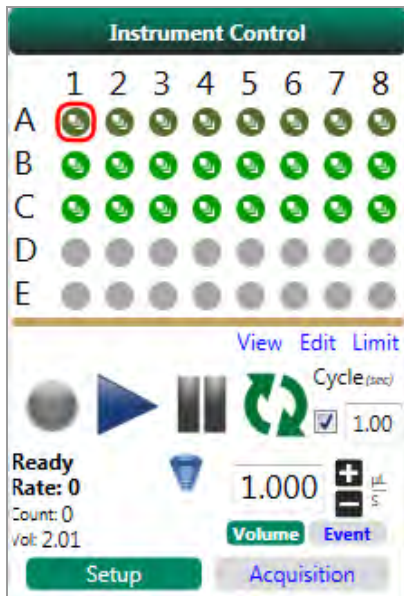 Instrument Control
1 2 3 4 5 6 7 8
A
B
C
D
E
View Edit Limit
Cycle (sec)
1.00
Ready
Rate: 0
Count: 0
Vol: 2.01
1.000 µL
S
Volume Event
Setup Acquisition